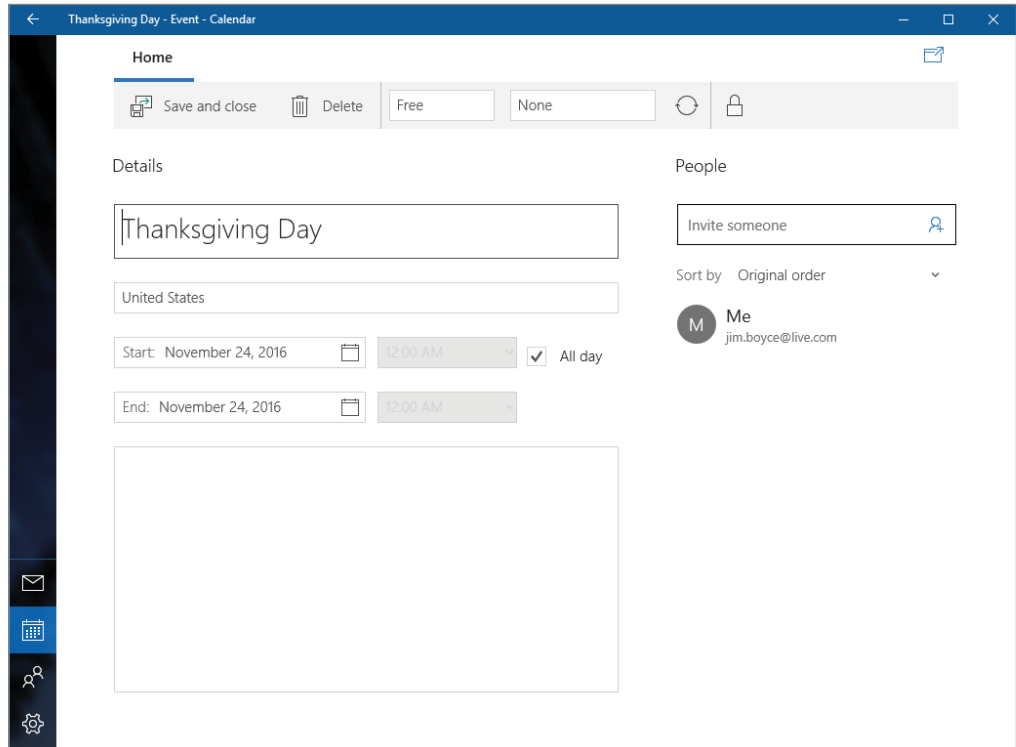 Thanksgiving Day - Event - Calendar
Home
Save and close Delete Free None
Details
People
Thanksgiving Day
Invite someone
United States
Sort by Original order
M Me
jim.boyce@live.com
Start: November 24, 2016 12:00 AM All day
End: November 24, 2016 12:00 AM